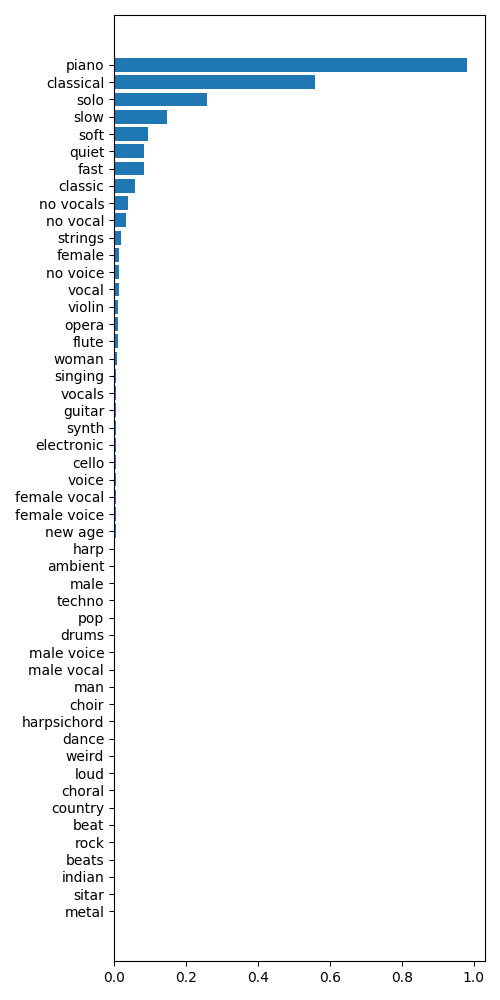 piano
classical
solo
slow
soft
quiet
fast
classic
no vocals
no vocal
strings
female
no voice
vocal
violin
opera
flute
woman
singing
vocals
guitar
synth
electronic
cello
voice
female vocal
female voice
new age
harp
ambient
male
techno
pop
drums
male voice
male vocal
man
choir
harpsichord
dance
weird
loud
choral
country
beat
rock
beats
indian
sitar
metal
0.0 0.2 0.4 0.6 0.8 1.0